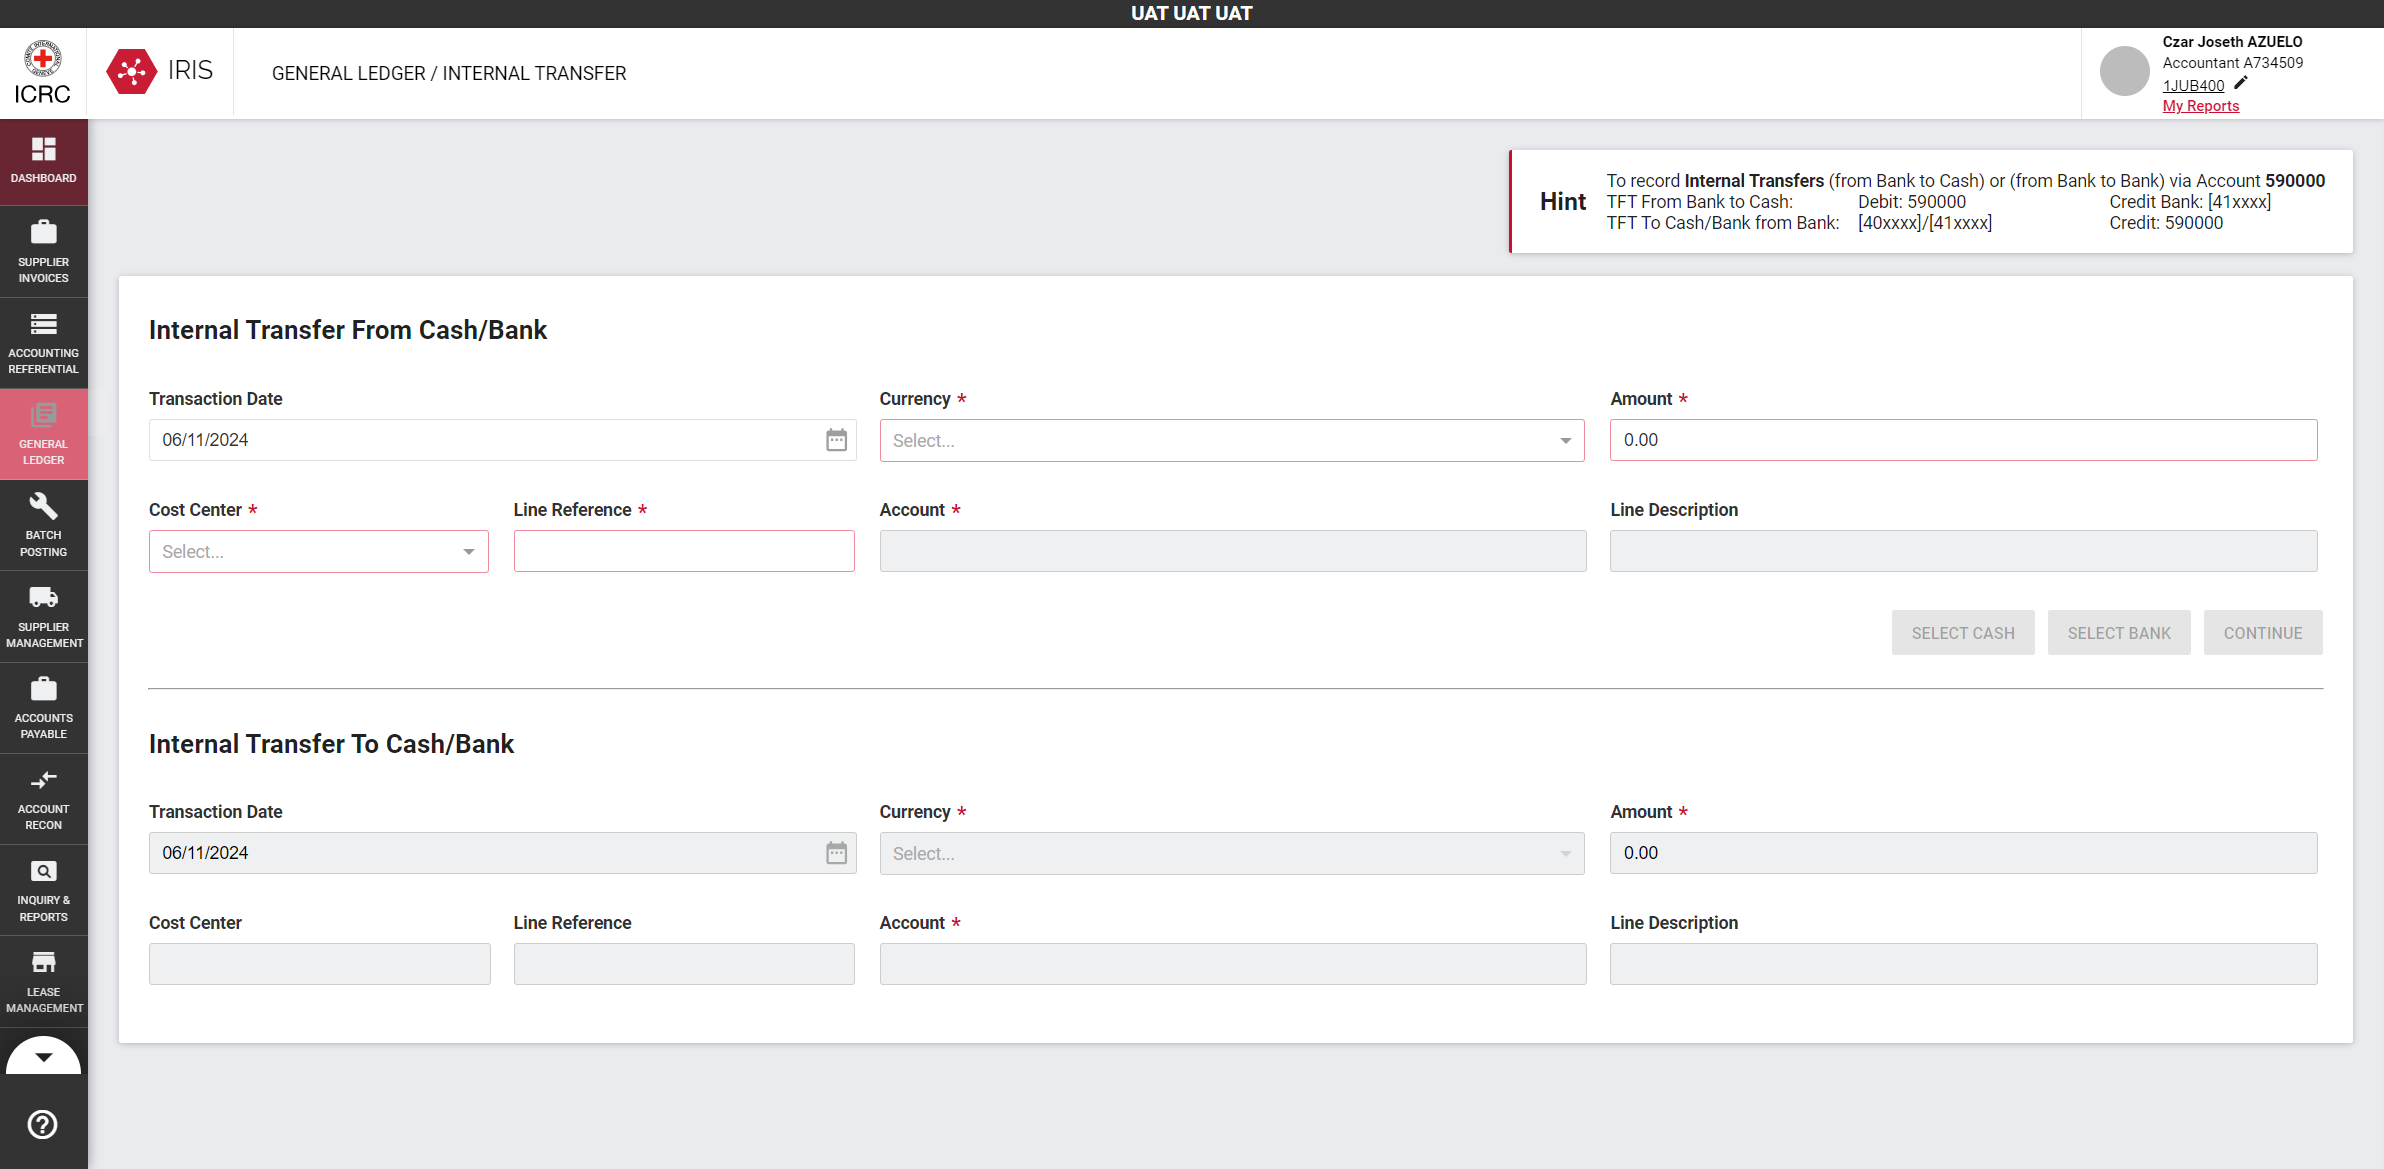 UAT UAT UAT
ICRC
IRIS
GENERAL LEDGER / INTERNAL TRANSFER
Czar Joseth AZUELO
Accountant A734509
1JUB400
My Reports
DASHBOARD
SUPPLIER
INVOICES
ACCOUNTING
REFERENTIAL
GENERAL
LEDGER
BATCH
POSTING
SUPPLIER
MANAGEMENT
ACCOUNTS
PAYABLE
ACCOUNT
RECON
INQUIRY &
REPORTS
LEASE
MANAGEMENT
Hint
To record Internal Transfers (from Bank to Cash) or (from Bank to Bank) via Account 590000
TFT From Bank to Cash: Debit: 590000 Credit Bank: [41xxxx]
TFT To Cash/Bank from Bank: [40xxxx]/[41xxxx] Credit: 590000
Internal Transfer From Cash/Bank
Transaction Date Currency * Amount *
06/11/2024 Select... 0.00
Cost Center * Line Reference * Account * Line Description
Select...
SELECT CASH SELECT BANK CONTINUE
Internal Transfer To Cash/Bank
Transaction Date Currency * Amount *
06/11/2024 Select... 0.00
Cost Center Line Reference Account * Line Description